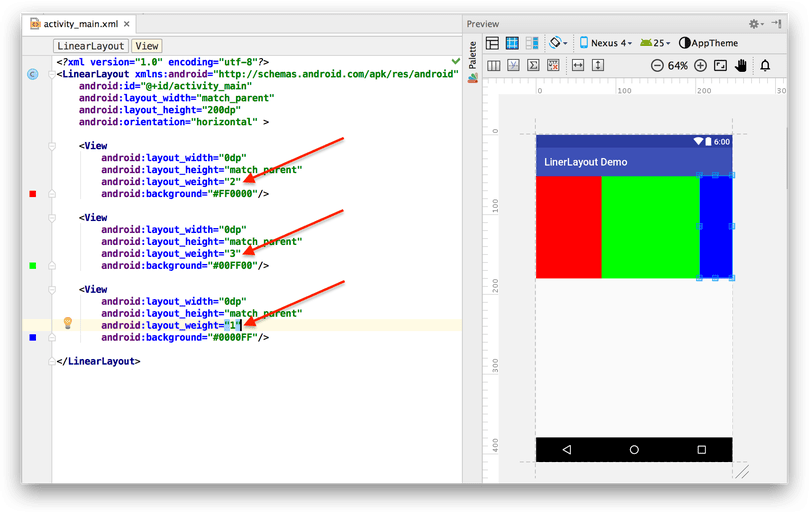 activity_main.xml
Preview
LinearLayout View
Palette
Nexus 4 25 AppTheme
64%
<?xml version="1.0" encoding="utf-8"?>
<LinearLayout xmlns:android="http://schemas.android.com/apk/res/android"
android:id="@+id/activity_main"
android:layout_width="match_parent"
android:layout_height="200dp"
android:orientation="horizontal" >
<View
android:layout_width="0dp"
android:layout_height="match_parent"
android:layout_weight="2"
android:background="#FF0000"/>
<View
android:layout_width="0dp"
android:layout_height="match_parent"
android:layout_weight="3"
android:background="#00FF00"/>
<View
android:layout_width="0dp"
android:layout_height="match_parent"
android:layout_weight="1"
android:background="#0000FF"/>
</LinearLayout>
C
0 100 200 30
0
100
200
300
400
6:00
LinerLayout Demo